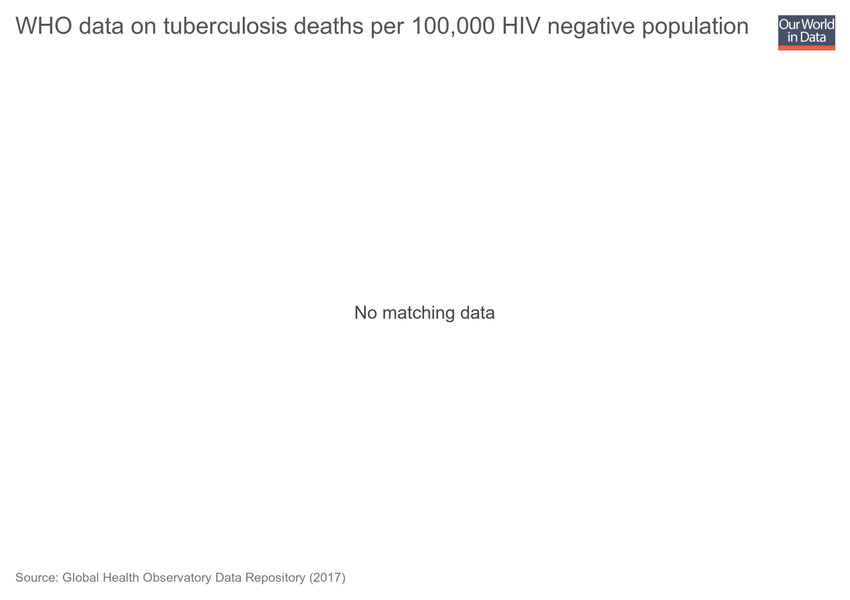 WHO data on tuberculosis deaths per 100,000 HIV negative population
Our World
in Data
No matching data
Source: Global Health Observatory Data Repository (2017)